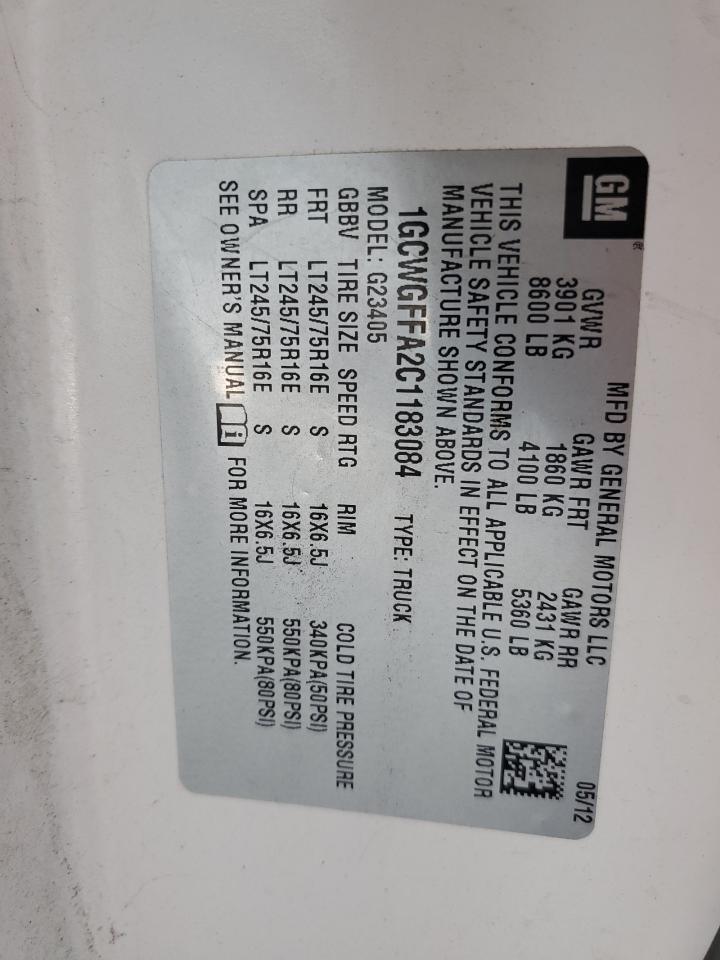 GM
MFD BY GENERAL MOTORS LLC 05/12
GVWR GAWR FRT GAWR RR
3901 KG 1860 KG 2431 KG
8600 LB 4100 LB 5360 LB
THIS VEHICLE CONFORMS TO ALL APPLICABLE U.S. FEDERAL MOTOR
VEHICLE SAFETY STANDARDS IN EFFECT ON THE DATE OF
MANUFACTURE SHOWN ABOVE.
1GCWGFFA2C1183084 TYPE: TRUCK
MODEL: G23405
GBBV TIRE SIZE SPEED RTG RIM COLD TIRE PRESSURE
FRT LT245/75R16E S 16X6.5J 340KPA(50PSI)
RR LT245/75R16E S 16X6.5J 550KPA(80PSI)
SPA LT245/75R16E S 16X6.5J 550KPA(80PSI)
SEE OWNER'S MANUAL i FOR MORE INFORMATION.